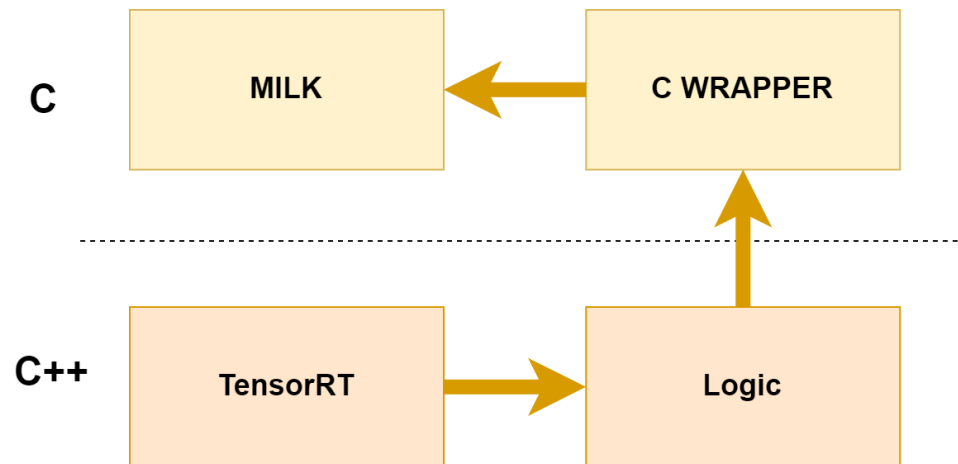 C
MILK
C WRAPPER
C++
TensorRT
Logic